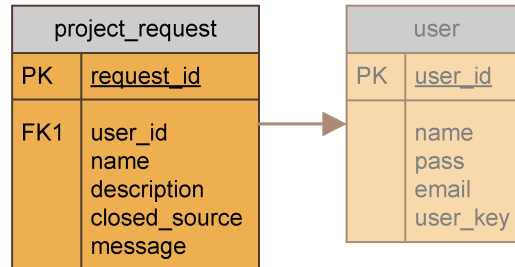 project_request
PK request_id
FK1 user_id
name
description
closed_source
message
user
PK user_id
name
pass
email
user_key